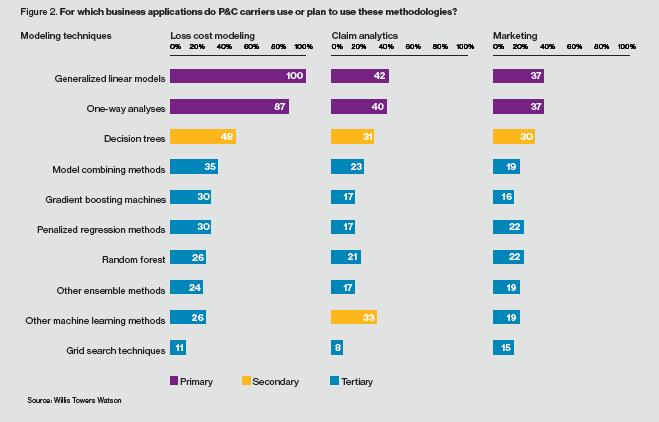 Figure 2. For which business applications do P&C carriers use or plan to use these methodologies?
Modeling techniques Loss cost modeling Claim analytics Marketing
0% 20% 40% 60% 80% 100% 0% 20% 40% 60% 80% 100% 0% 20% 40% 60% 80% 100%
Generalized linear models 100 42 37
One-way analyses 87 40 37
Decision trees 48 31 30
Model combining methods 35 23 19
Gradient boosting machines 30 17 16
Penalized regression methods 30 17 22
Random forest 26 21 22
Other ensemble methods 24 17 19
Other machine learning methods 26 33 19
Grid search techniques 11 8 15
Primary Secondary Tertiary
Source: Willis Towers Watson